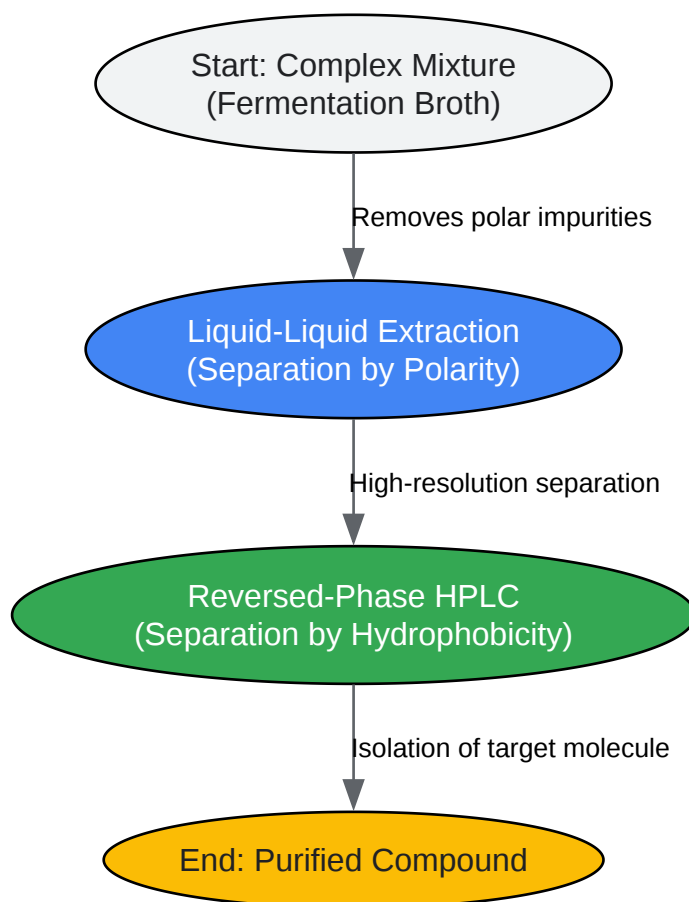 Start: Complex Mixture
(Fermentation Broth)
Removes polar impurities
Liquid-Liquid Extraction
(Separation by Polarity)
High-resolution separation
Reversed-Phase HPLC
(Separation by Hydrophobicity)
Isolation of target molecule
End: Purified Compound